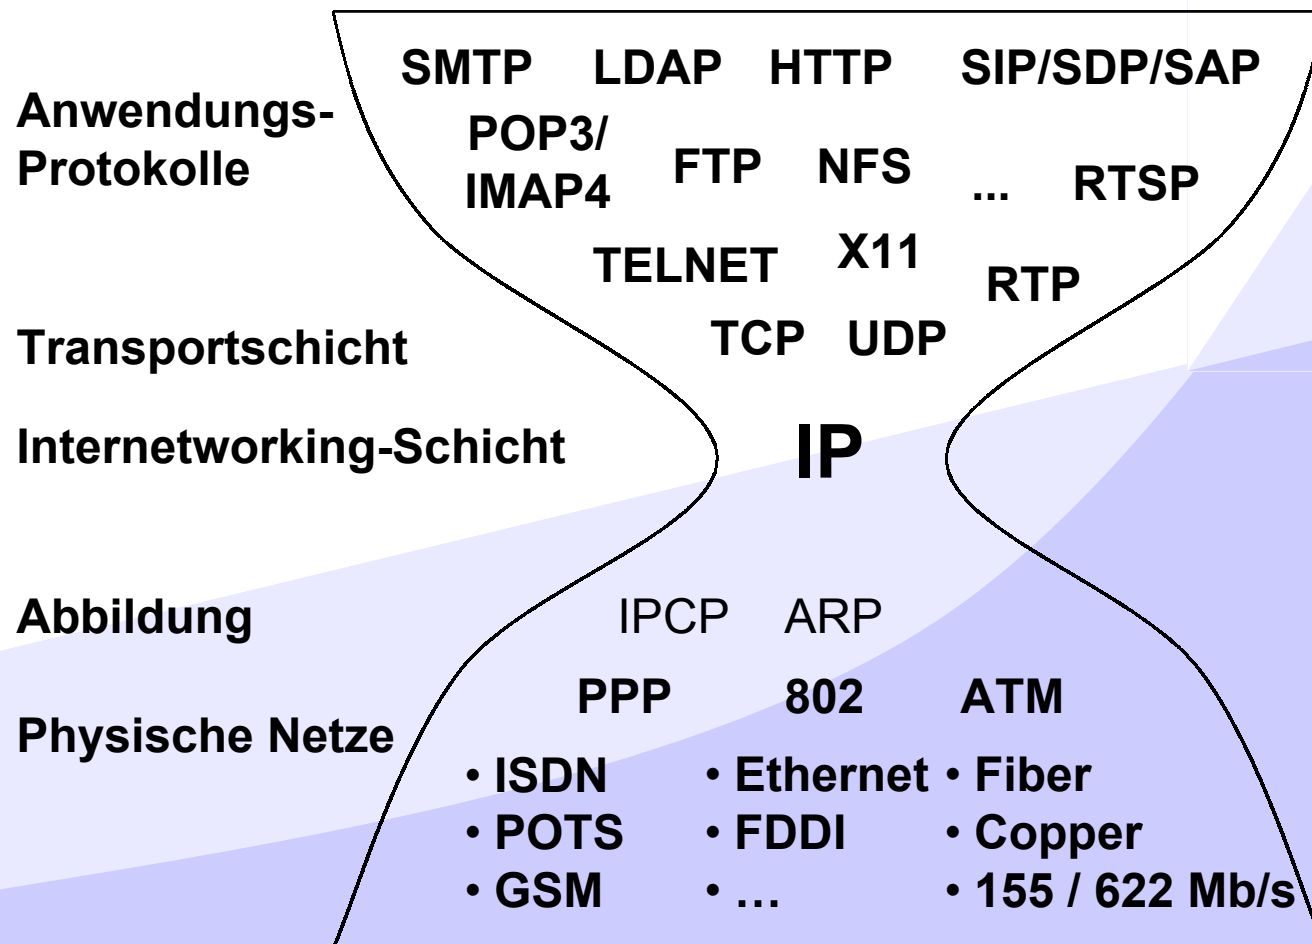 SMTP LDAP HTTP SIP/SDP/SAP
Anwendungs-
Protokolle
POP3/
IMAP4
FTP NFS ... RTSP
TELNET X11 RTP
Transportschicht TCP UDP
Internetworking-Schicht IP
Abbildung IPCP ARP
Physische Netze
PPP 802 ATM
• ISDN • Ethernet • Fiber
• POTS • FDDI • Copper
• GSM • … • 155 / 622 Mb/s